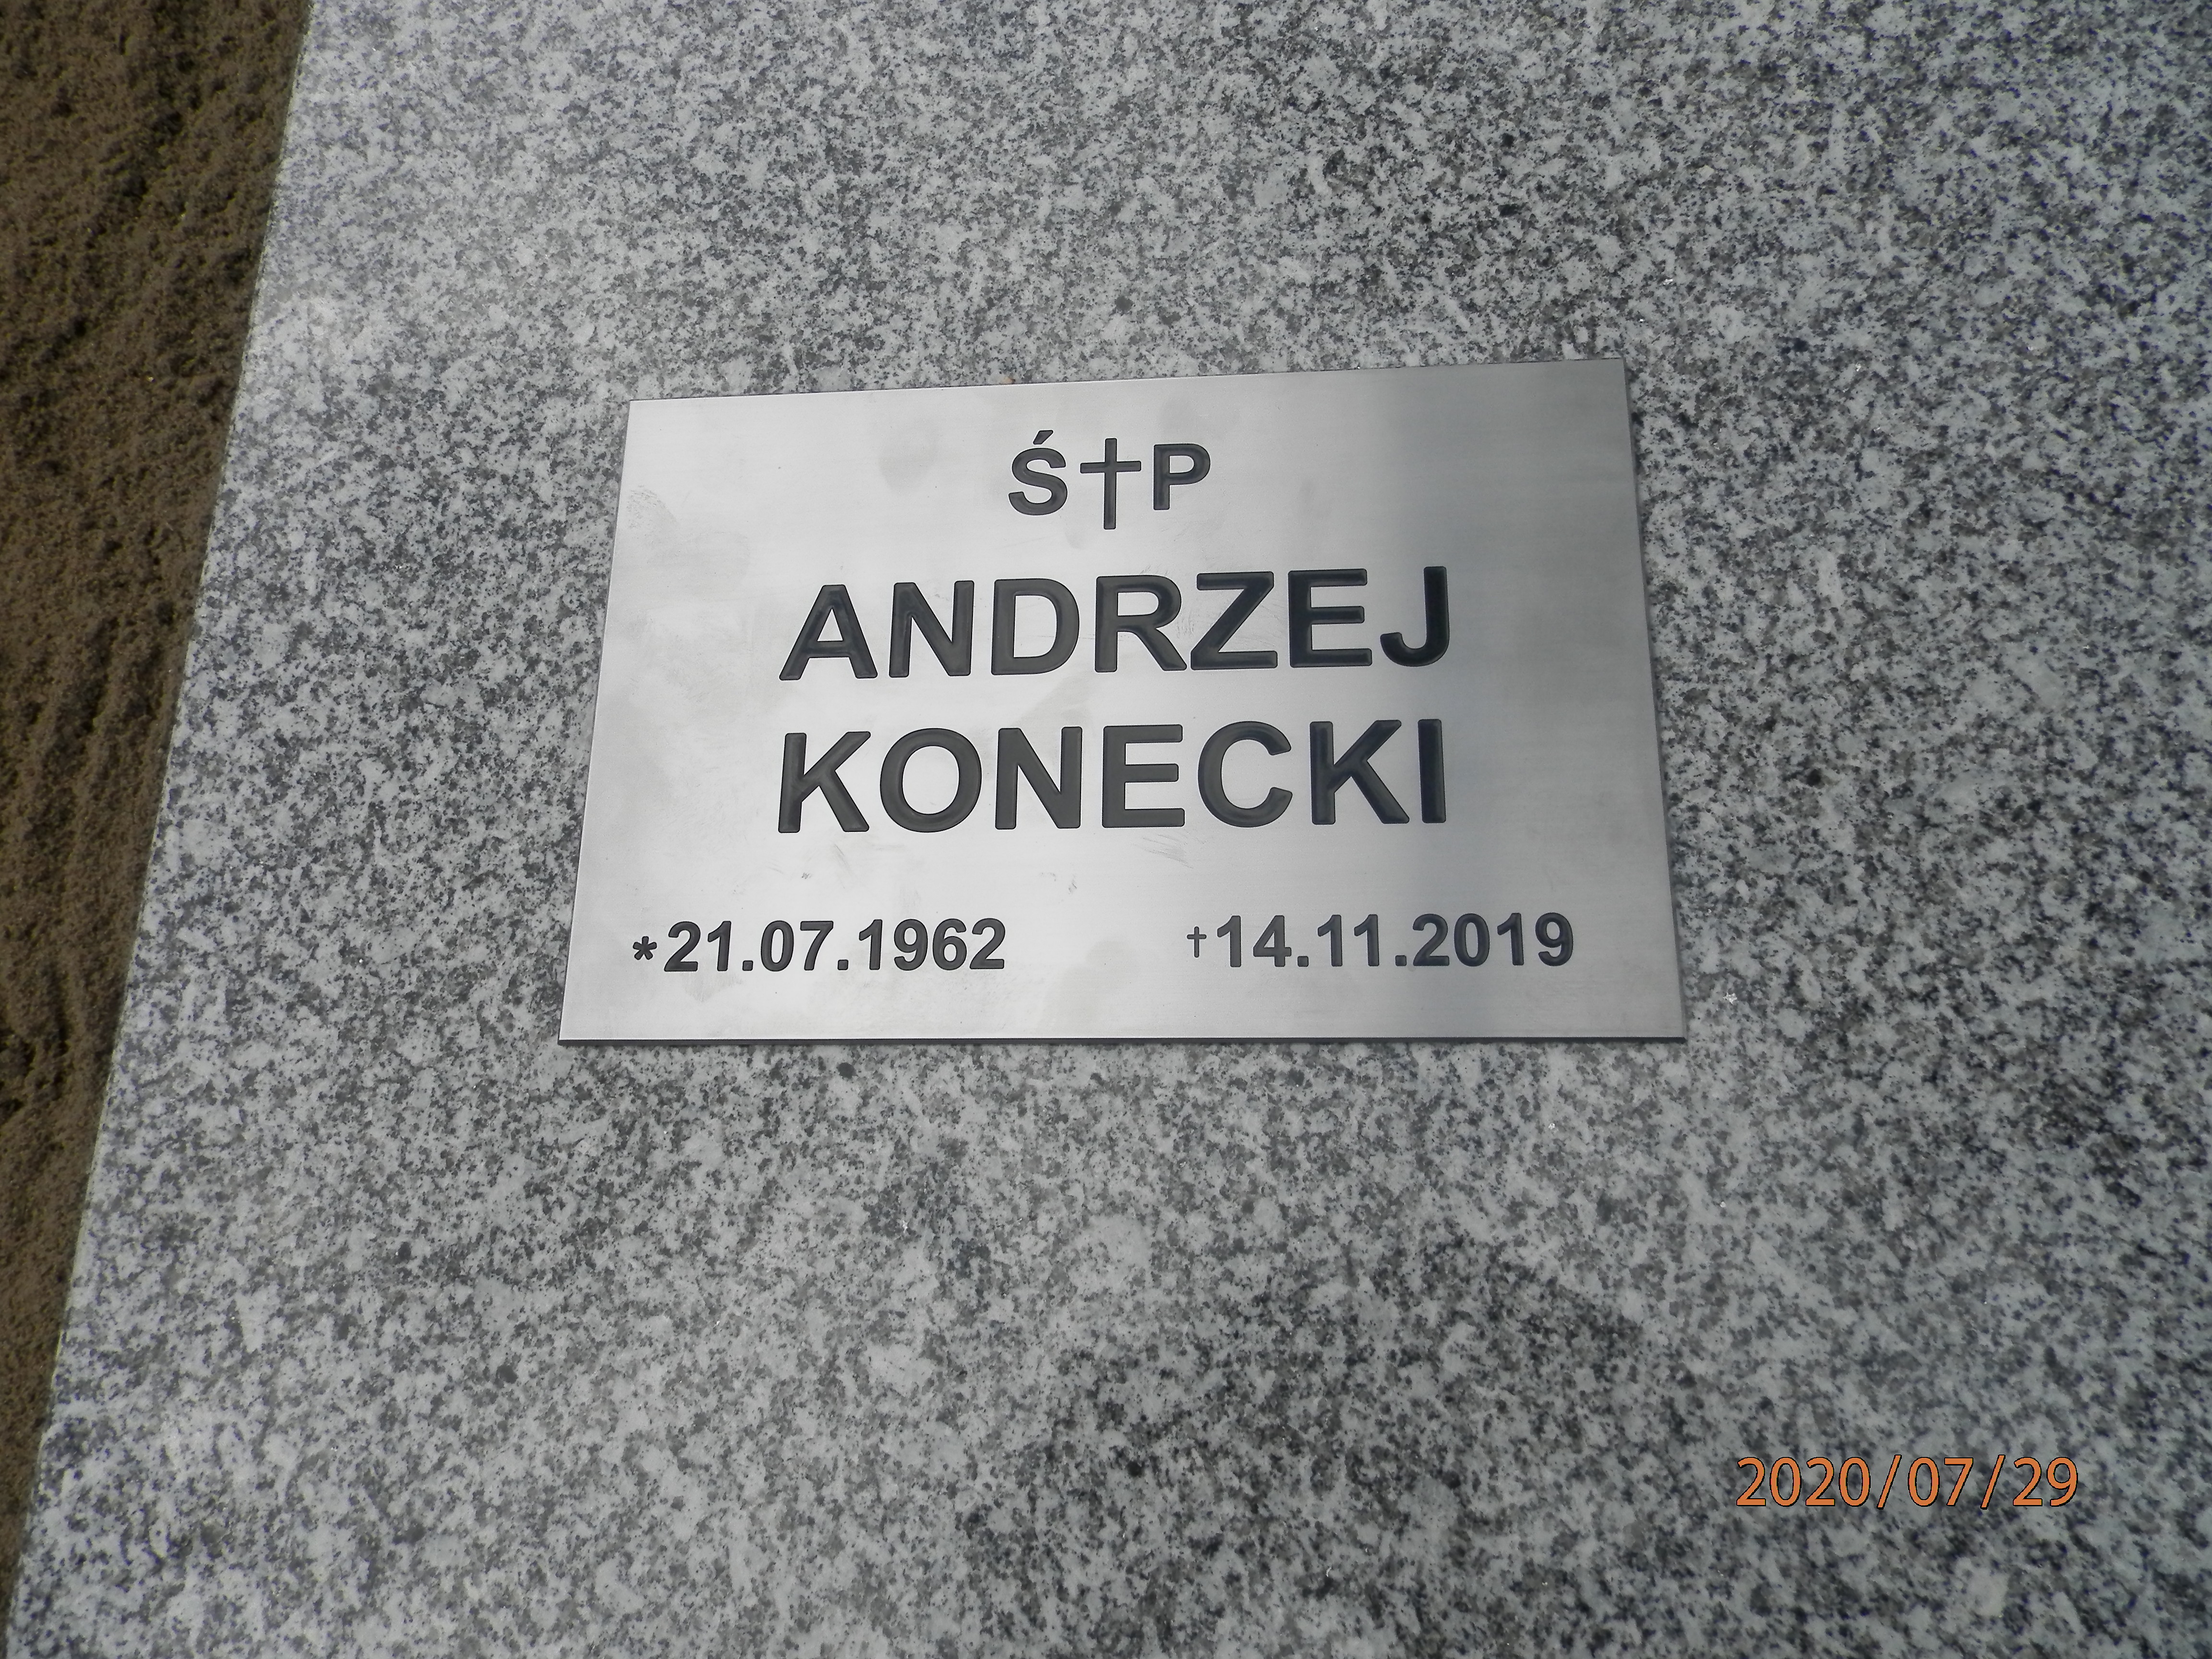 Ś✝P
ANDRZEJ
KONECKI
*21.07.1962 †14.11.2019
2020/07/29